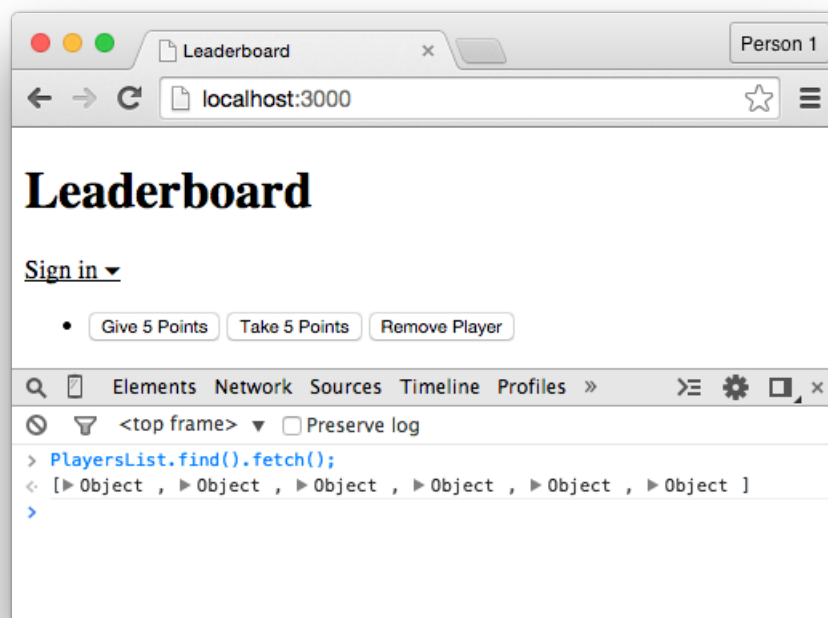 Leaderboard
Person 1
localhost:3000
Leaderboard
Sign in
Give 5 Points Take 5 Points Remove Player
Elements Network Sources Timeline Profiles »
<top frame> Preserve log
> PlayersList.find().fetch();
[Object , Object , Object , Object , Object , Object ]
>